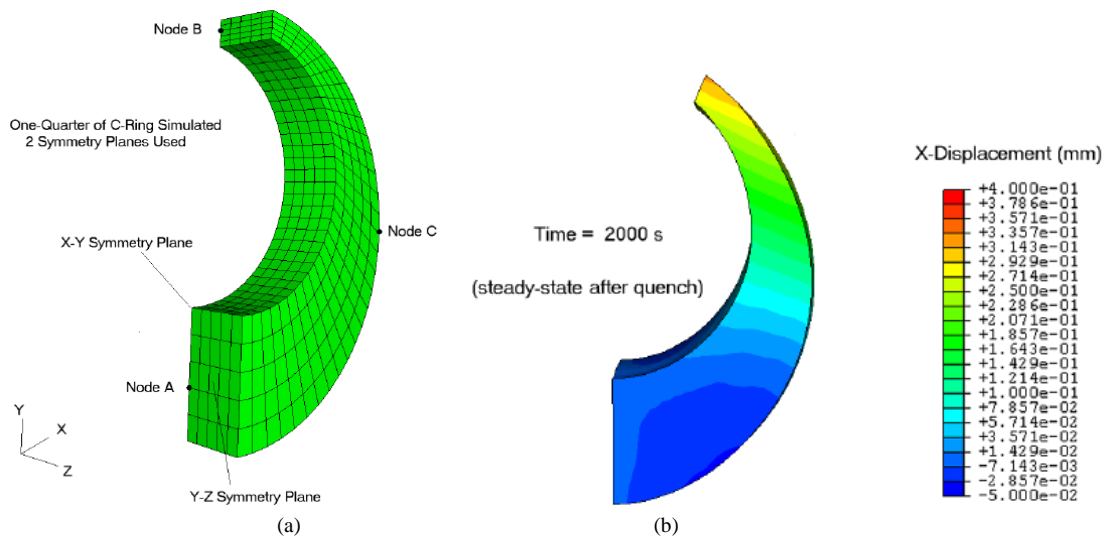 Node B
One-Quarter of C-Ring Simulated
2 Symmetry Planes Used
Node C
X-Y Symmetry Plane
Node A
Y
X
Z
Y-Z Symmetry Plane
(a)
Time = 2000 s
(steady-state after quench)
(b)
X-Displacement (mm)
+4.000e-01
+3.786e-01
+3.571e-01
+3.357e-01
+3.143e-01
+2.929e-01
+2.714e-01
+2.500e-01
+2.286e-01
+2.071e-01
+1.857e-01
+1.643e-01
+1.429e-01
+1.214e-01
+1.000e-01
+7.857e-02
+5.714e-02
+3.571e-02
+1.429e-02
-7.143e-03
-2.857e-02
-5.000e-02